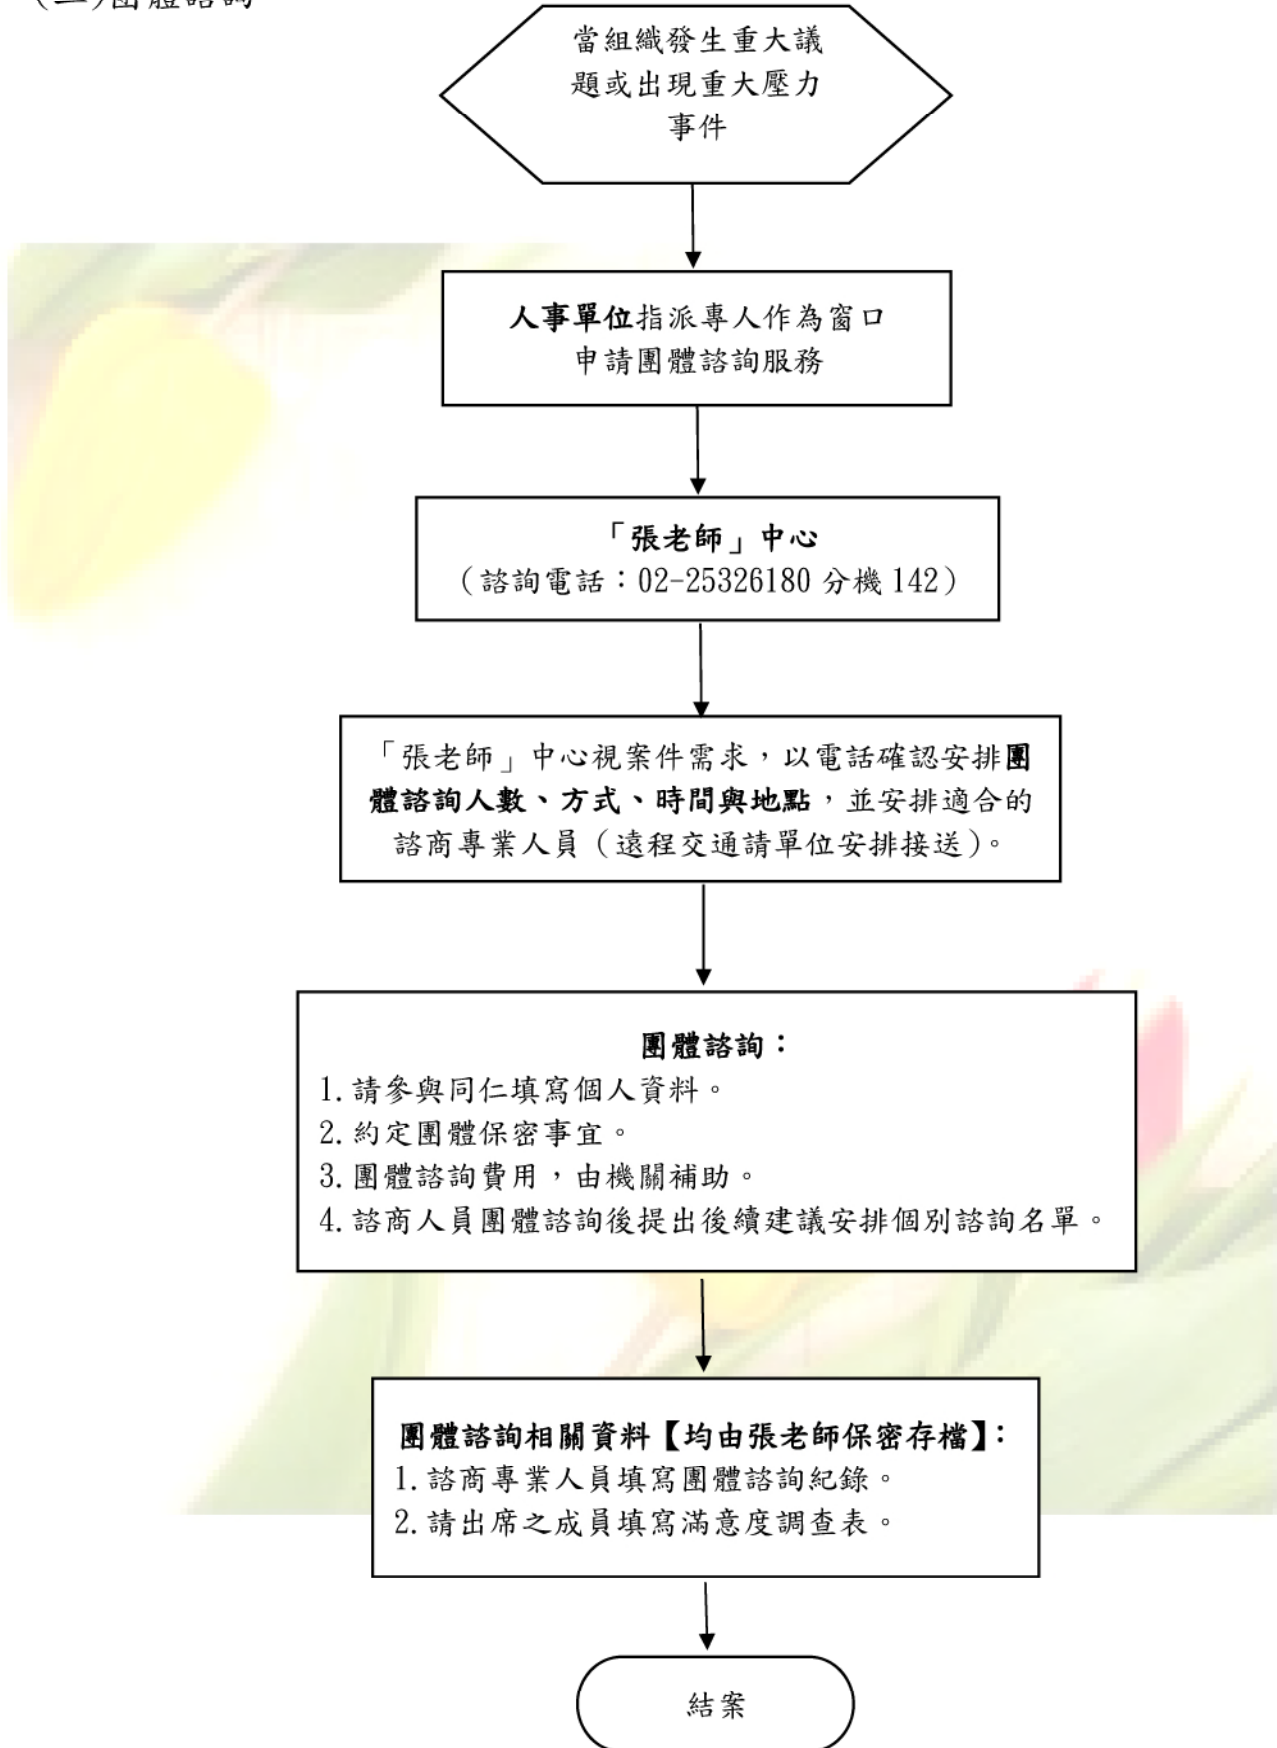 團體諮詢
當組織發生重大議
題或出現重大壓力
事件
人事單位指派專人作為窗口
申請團體諮詢服務
「張老師」中心
（諮詢電話：02-25326180 分機 142）
「張老師」中心視案件需求，以電話確認安排團
體諮詢人數、方式、時間與地點，並安排適合的
諮商專業人員（遠程交通請單位安排接送）。
團體諮詢：
1.請參與同仁填寫個人資料。
2.約定團體保密事宜。
3.團體諮詢費用，由機關補助。
4.諮商人員團體諮詢後提出後續建議安排個別諮詢名單。
團體諮詢相關資料【均由張老師保密存檔】：
1.諮商專業人員填寫團體諮詢紀錄。
2.請出席之成員填寫滿意度調查表。
結案